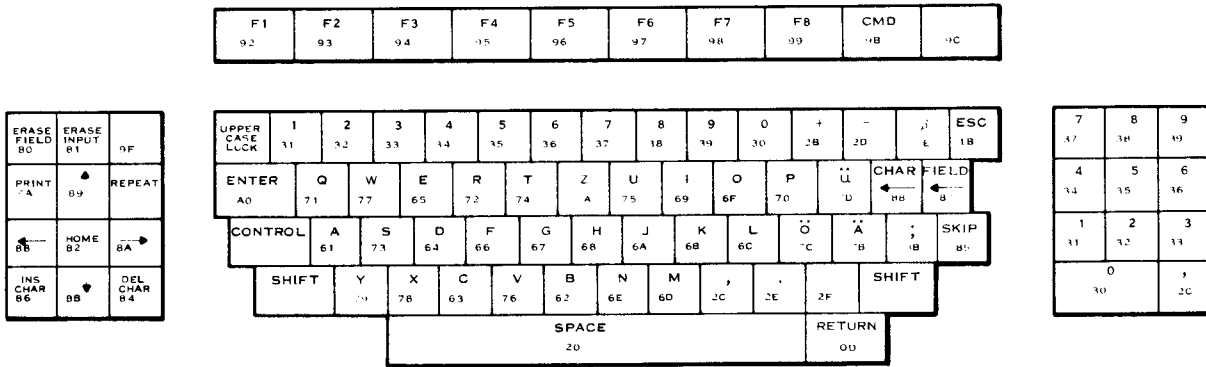 F1 F2 F3 F4 F5 F6 F7 F8 CMD
92 93 94 95 96 97 98 99 9B 9C
ERASE FIELD 80
ERASE INPUT 81
9F
PRINT
89
REPEAT
88
HOME 82
8A
INS CHAR 86
DEL CHAR 84
UPPER CASE LUCK 1 2 3 4 5 6 7 8 9 0 + - ESC
31 32 33 34 35 36 37 38 39 30 2B 2D 1B
ENTER Q W E R T Z U I O P Ü CHAR FIELD
A0 71 77 65 72 74 75 69 6F 70 88
CONTROL A S D F G H J K L Ö Ä ; SKIP
61 73 64 66 67 68 6A 6B 6C 85
SHIFT Y X C V B N M , . SHIFT
78 63 76 62 6E 6D 2C 2E 2F
SPACE RETURN
20 0D
7 8 9
37 38 39
4 5 6
34 35 36
1 2 3
31 32 33
0 ,
30 2C